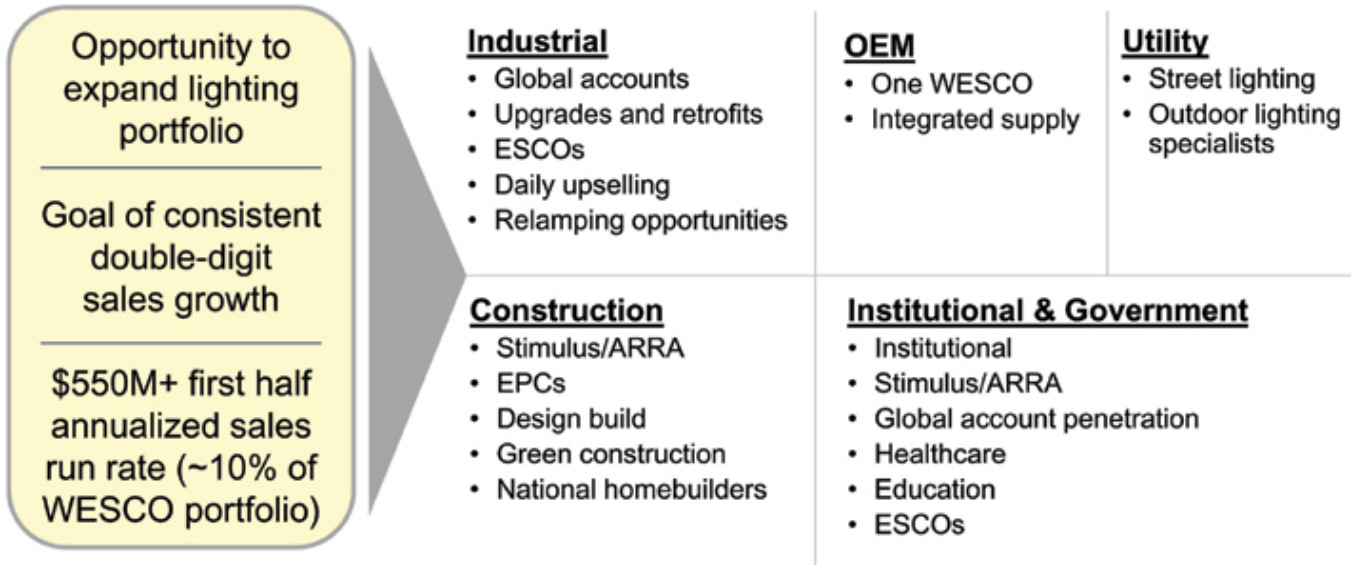 Opportunity to
expand lighting
portfolio
Goal of consistent
double-digit
sales growth
$550M+ first half
annualized sales
run rate (~10% of
WESCO portfolio)
Industrial
• Global accounts
• Upgrades and retrofits
• ESCOs
• Daily upselling
• Relamping opportunities
OEM
• One WESCO
• Integrated supply
Utility
• Street lighting
• Outdoor lighting
specialists
Construction
• Stimulus/ARRA
• EPCs
• Design build
• Green construction
• National homebuilders
Institutional & Government
• Institutional
• Stimulus/ARRA
• Global account penetration
• Healthcare
• Education
• ESCOs